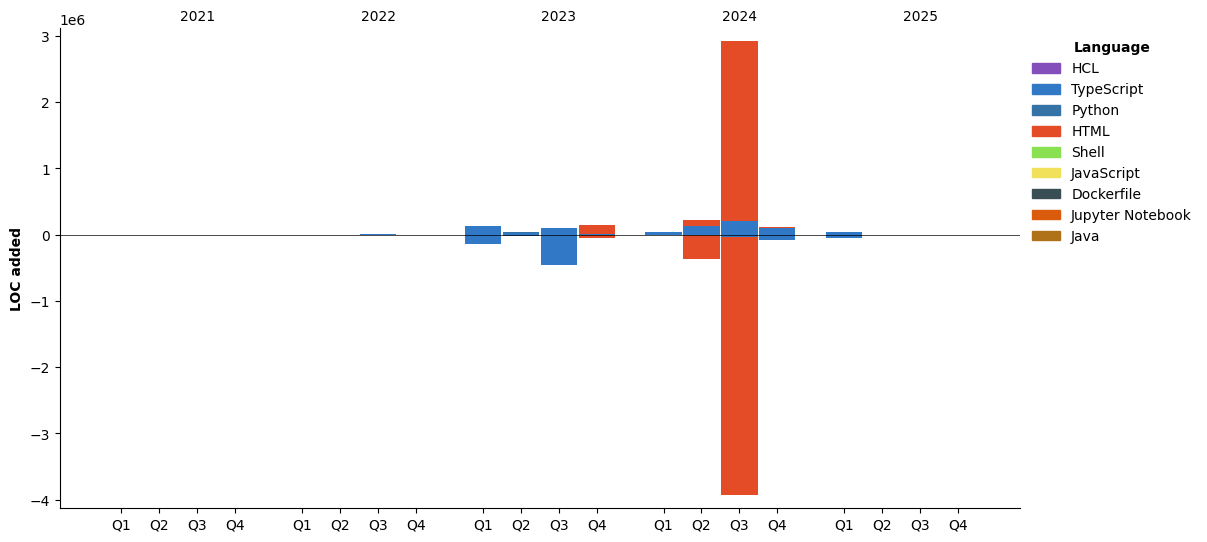 2021 2022 2023 2024 2025
1e6
3
2
1
0
−1
−2
−3
−4
LOC added
Q1 Q2 Q3 Q4 Q1 Q2 Q3 Q4 Q1 Q2 Q3 Q4 Q1 Q2 Q3 Q4 Q1 Q2 Q3 Q4
Language
HCL
TypeScript
Python
HTML
Shell
JavaScript
Dockerfile
Jupyter Notebook
Java